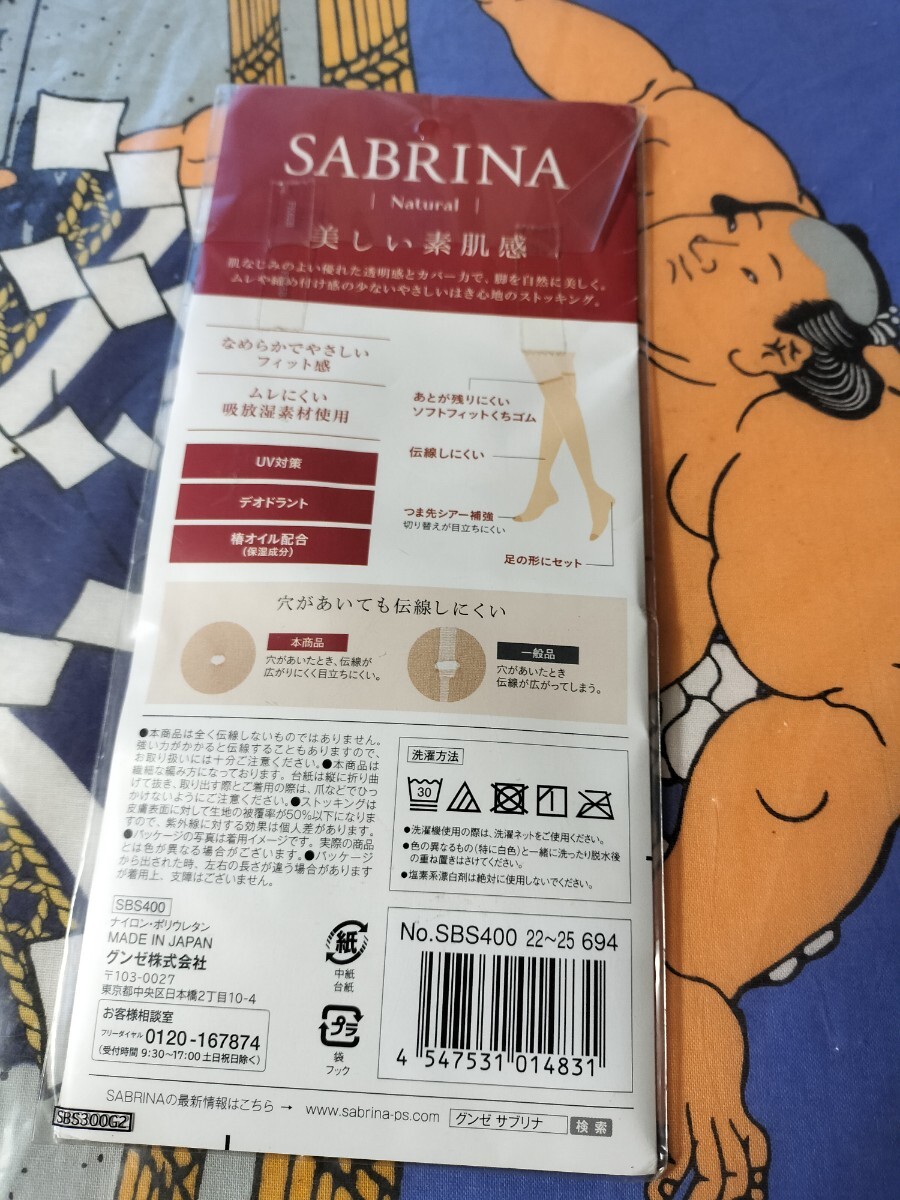 SABRINA
| Natural |
美しい素肌感
肌なじみのよい優れた透明感とカバー力で、脚を自然に美しく。
ムレや締め付け感の少ないやさしいはき心地のストッキング。
なめらかでやさしい
フィット感
ムレにくい
吸放湿素材使用
UV対策
デオドラント
椿オイル配合
(保湿成分)
あとが残りにくい
ソフトフィットくちゴム
伝線しにくい
つま先シアー補強
切り替えが目立ちにくい
足の形にセット
穴があいても伝線しにくい
本商品
穴があいたとき、伝線が
広がりにくく目立ちにくい。
一般品
穴があいたとき
伝線が広がってしまう。
●本商品は全く伝線しないものではありません。
強い力がかかると伝線することもありますので、
お取り扱いには十分ご注意ください。●本商品は
繊細な編み方になっております。台紙は縦に折り曲
げて抜き、取り出す際とご着用の際は、爪などでひっ
かけないようにご注意ください。●ストッキングは
皮膚表面に対して生地の被覆率が50%以下になりま
すので、紫外線に対する効果は個人差があります。
●パッケージの写真は着用イメージです。実際の商品
とは色が異なる場合がございます。●パッケージ
から出された時、左右の長さが違う場合があります
が着用上、支障はございません。
洗濯方法
30
●洗濯機使用の際は、洗濯ネットをご使用ください。
●色の異なるもの(特に白色)と一緒に洗ったり脱水後
の重ね置きはさけてください。
●塩素系漂白剤は絶対に使用しないでください。
SBS400
ナイロン・ポリウレタン
MADE IN JAPAN
グンゼ株式会社
〒103-0027
東京都中央区日本橋2丁目10-4
お客様相談室
フリーダイヤル 0120-167874
(受付時間 9:30~17:00 土日祝日除く)
紙
中紙
台紙
プラ
袋
フック
No.SBS400 22~25 694
4 547531 014831
SABRINAの最新情報はこちら → www.sabrina-ps.com グンゼ サブリナ 検索
SBS300G2